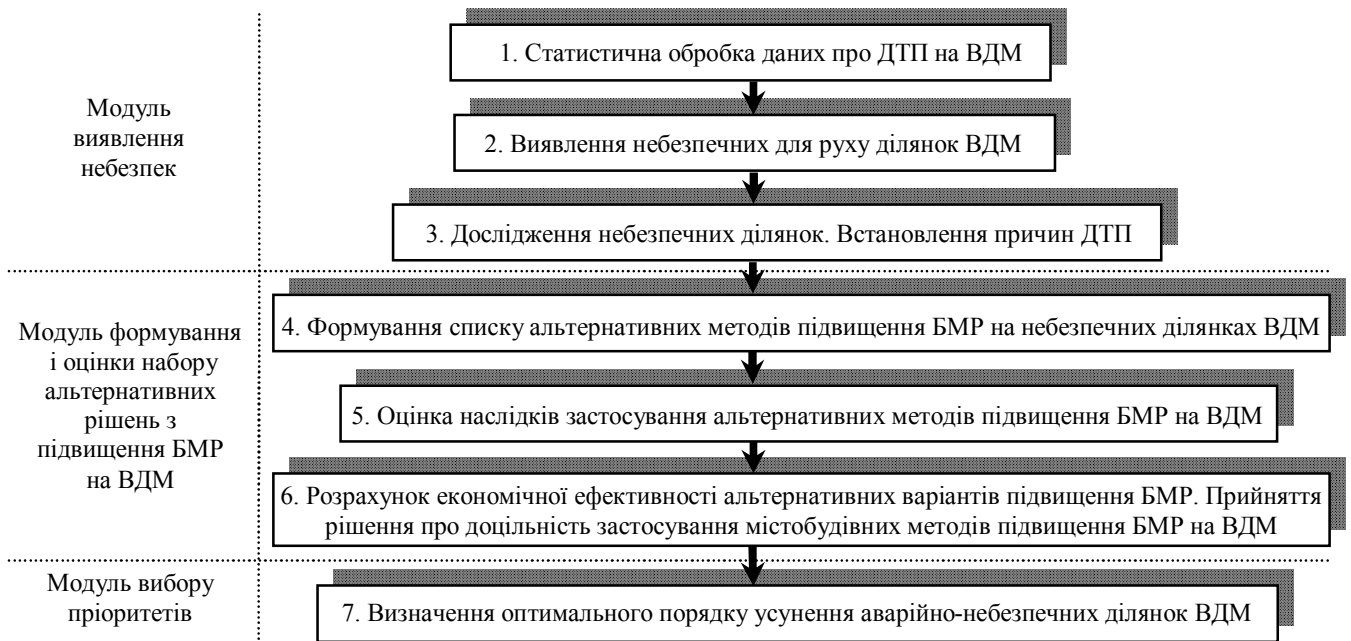 Модуль
виявлення
небезпек
1. Статистична обробка даних про ДТП на ВДМ
2. Виявлення небезпечних для руху ділянок ВДМ
3. Дослідження небезпечних ділянок. Встановлення причин ДТП
Модуль формування
і оцінки набору
альтернативних
рішень з
підвищення БМР
на ВДМ
4. Формування списку альтернативних методів підвищення БМР на небезпечних ділянках ВДМ
5. Оцінка наслідків застосування альтернативних методів підвищення БМР на ВДМ
6. Розрахунок економічної ефективності альтернативних варіантів підвищення БМР. Прийняття
рішення про доцільність застосування містобудівних методів підвищення БМР на ВДМ
Модуль вибору
пріоритетів
7. Визначення оптимального порядку усунення аварійно-небезпечних ділянок ВДМ